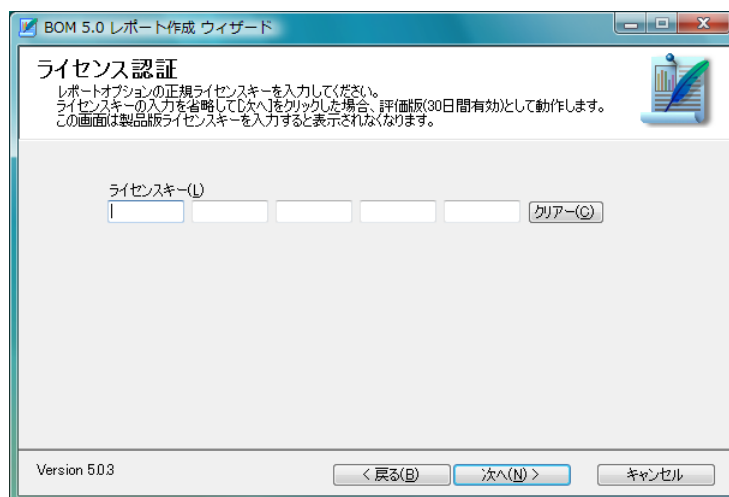 BOM 5.0 レポート作成 ウィザード
ライセンス認証
レポートオプションの正規ライセンスキーを入力してください。
ライセンスキーの入力を省略して[次へ]をクリックした場合、評価版(30日間有効)として動作します。
この画面は製品版ライセンスキーを入力すると表示されなくなります。
ライセンスキー(L)
クリアー(C)
Version 5.0.3
< 戻る(B) 次へ(N) > キャンセル